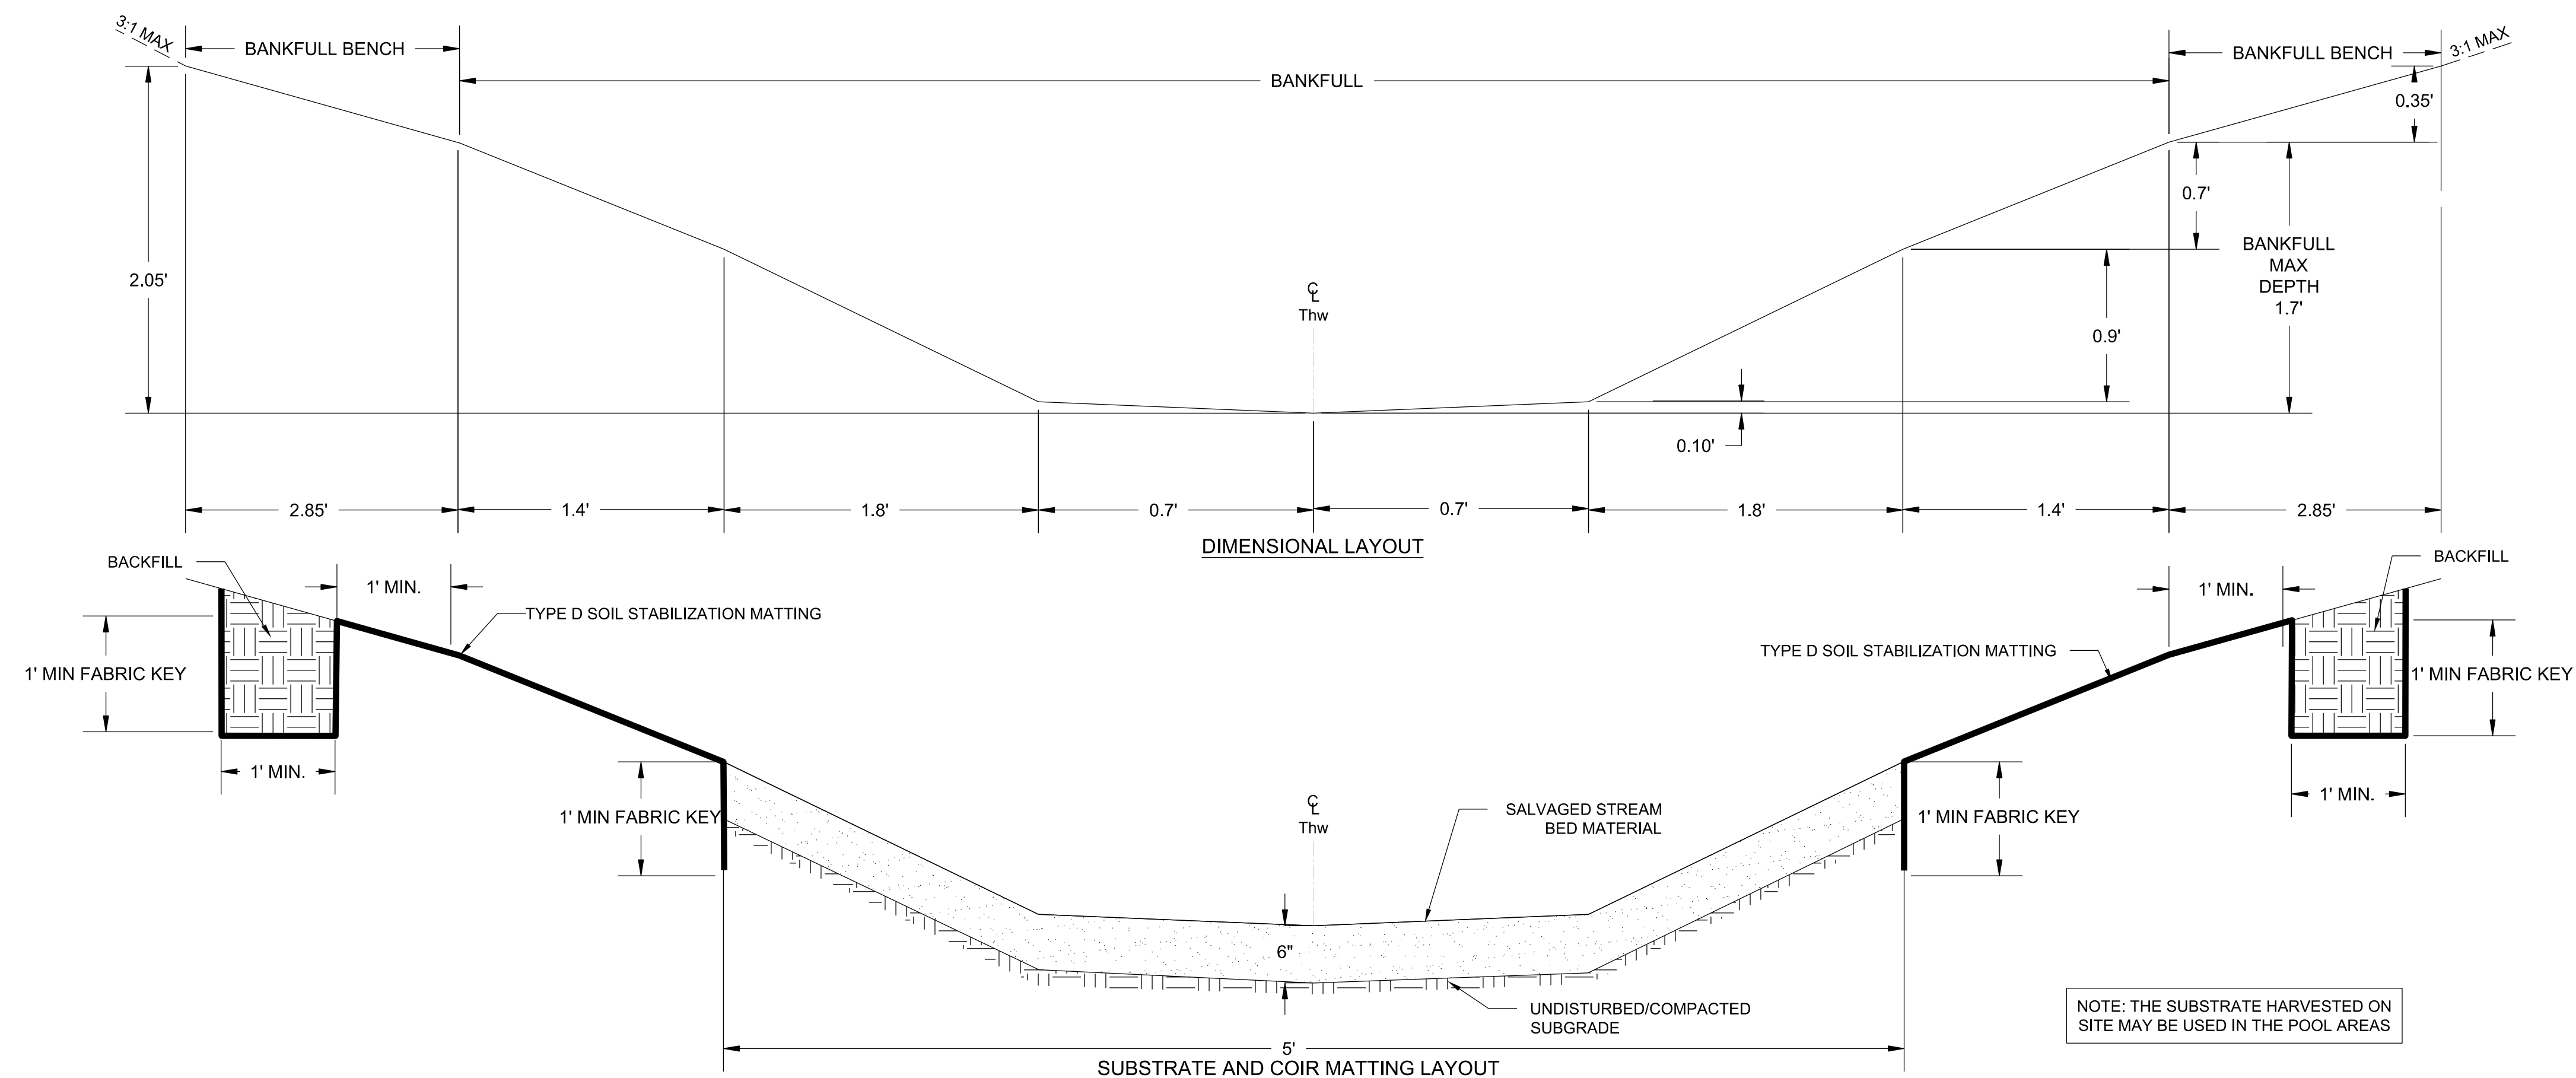 3:1 MAX
BANKFULL BENCH
BANKFULL
BANKFULL BENCH
3:1 MAX
0.35'
0.7'
2.05'
BANKFULL
MAX
DEPTH
1.7'
℄
Thw
0.9'
0.10'
2.85'
1.4'
1.8'
0.7'
0.7'
1.8'
1.4'
2.85'
DIMENSIONAL LAYOUT
BACKFILL
1' MIN.
TYPE D SOIL STABILIZATION MATTING
1' MIN FABRIC KEY
1' MIN.
1' MIN FABRIC KEY
BACKFILL
1' MIN.
TYPE D SOIL STABILIZATION MATTING
1' MIN FABRIC KEY
1' MIN.
1' MIN FABRIC KEY
℄
Thw
SALVAGED STREAM
BED MATERIAL
6"
UNDISTURBED/COMPACTED
SUBGRADE
5'
SUBSTRATE AND COIR MATTING LAYOUT
NOTE: THE SUBSTRATE HARVESTED ON
SITE MAY BE USED IN THE POOL AREAS